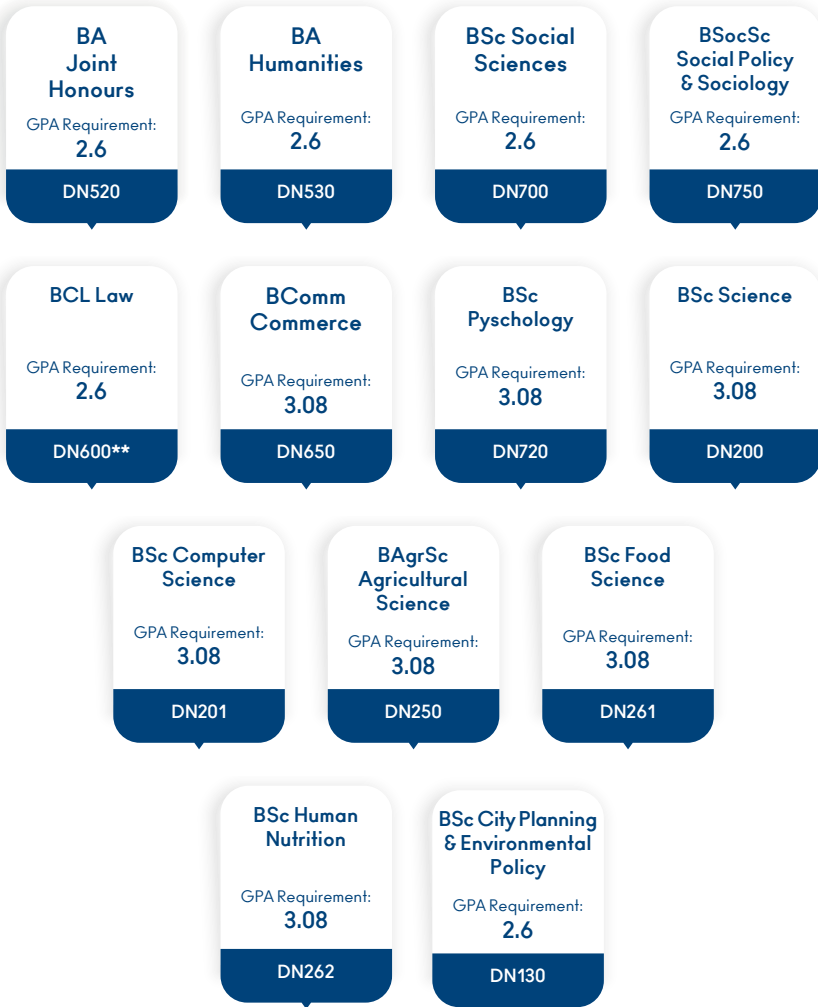 BA
Joint
Honours
GPA Requirement:
2.6
DN520
BA
Humanities
GPA Requirement:
2.6
DN530
BSc Social
Sciences
GPA Requirement:
2.6
DN700
BSocSc
Social Policy
& Sociology
GPA Requirement:
2.6
DN750
BCL Law
GPA Requirement:
2.6
DN600**
BComm
Commerce
GPA Requirement:
3.08
DN650
BSc
Pyschology
GPA Requirement:
3.08
DN720
BSc Science
GPA Requirement:
3.08
DN200
BSc Computer
Science
GPA Requirement:
3.08
DN201
BAgrSc
Agricultural
Science
GPA Requirement:
3.08
DN250
BSc Food
Science
GPA Requirement:
3.08
DN261
BSc Human
Nutrition
GPA Requirement:
3.08
DN262
BSc City Planning
& Environmental
Policy
GPA Requirement:
2.6
DN130